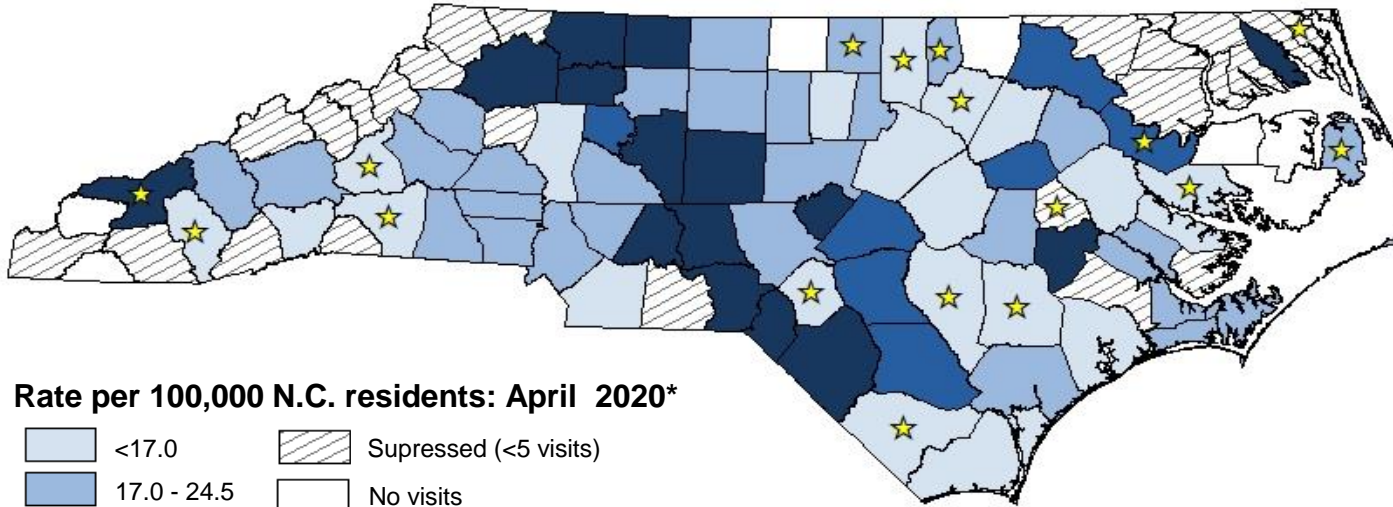 Rate per 100,000 N.C. residents: April 2020*
<17.0
Supressed (<5 visits)
17.0 - 24.5
No visits